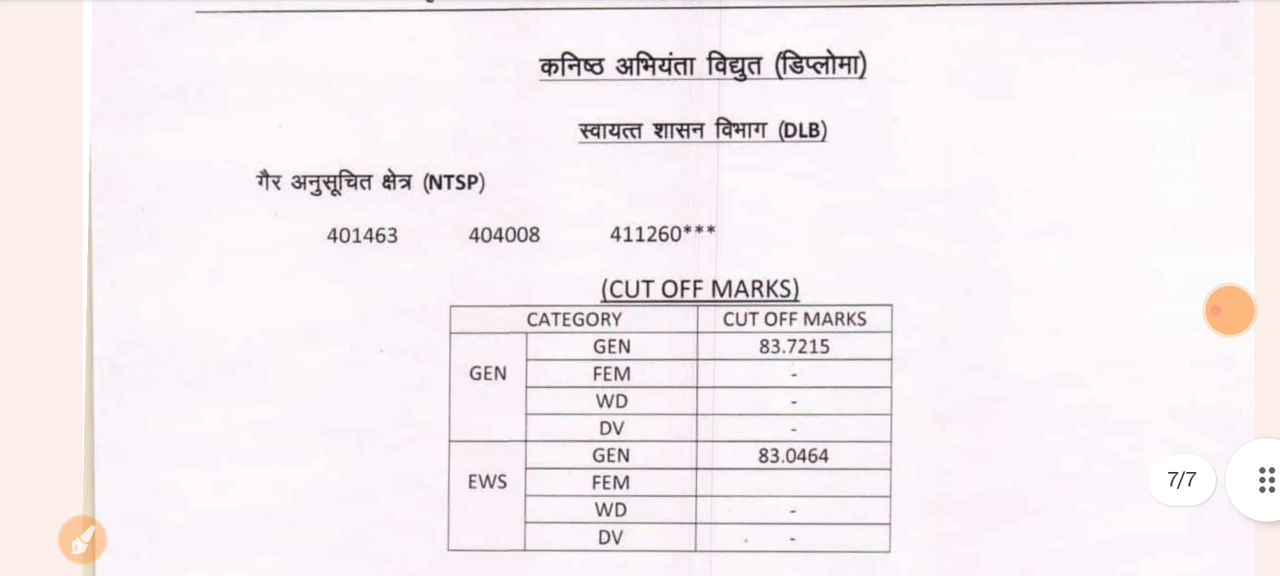 कनिष्ठ अभियंता विद्युत (डिप्लोमा)
स्वायत्त शासन विभाग (DLB)
गैर अनुसूचित क्षेत्र (NTSP)
401463 404008 411260***
(CUT OFF MARKS)
CATEGORY CUT OFF MARKS
GEN GEN 83.7215
FEM -
WD -
DV -
EWS GEN 83.0464
FEM
WD -
DV -
7/7